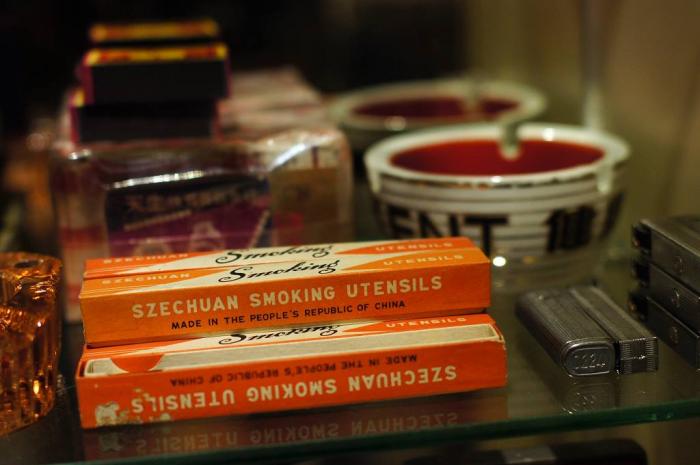 SZECHUAN Smoking UTENSILS
SZECHUAN Smoking UTENSILS
SZECHUAN SMOKING UTENSILS
MADE IN THE PEOPLE'S REPUBLIC OF CHINA
Smoking UTENSILS
MADE IN THE PEOPLE'S REPUBLIC OF CHINA
SZECHUAN SMOKING UTENSILS
ENT